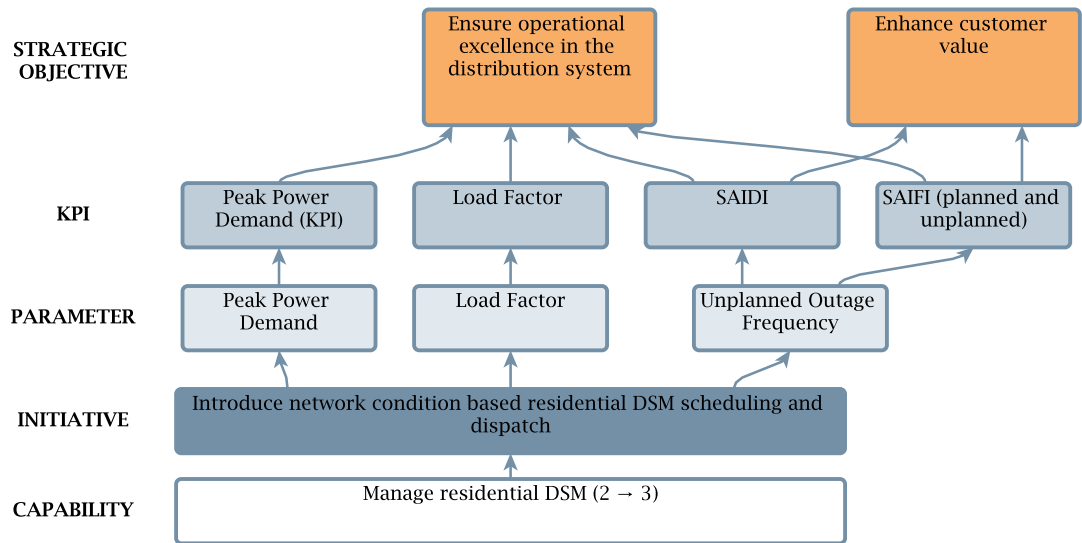 STRATEGIC
OBJECTIVE
Ensure operational
excellence in the
distribution system
Enhance customer
value
KPI
Peak Power
Demand (KPI)
Load Factor
SAIDI
SAIFI (planned and
unplanned)
PARAMETER
Peak Power
Demand
Load Factor
Unplanned Outage
Frequency
INITIATIVE
Introduce network condition based residential DSM scheduling and
dispatch
CAPABILITY
Manage residential DSM (2 → 3)